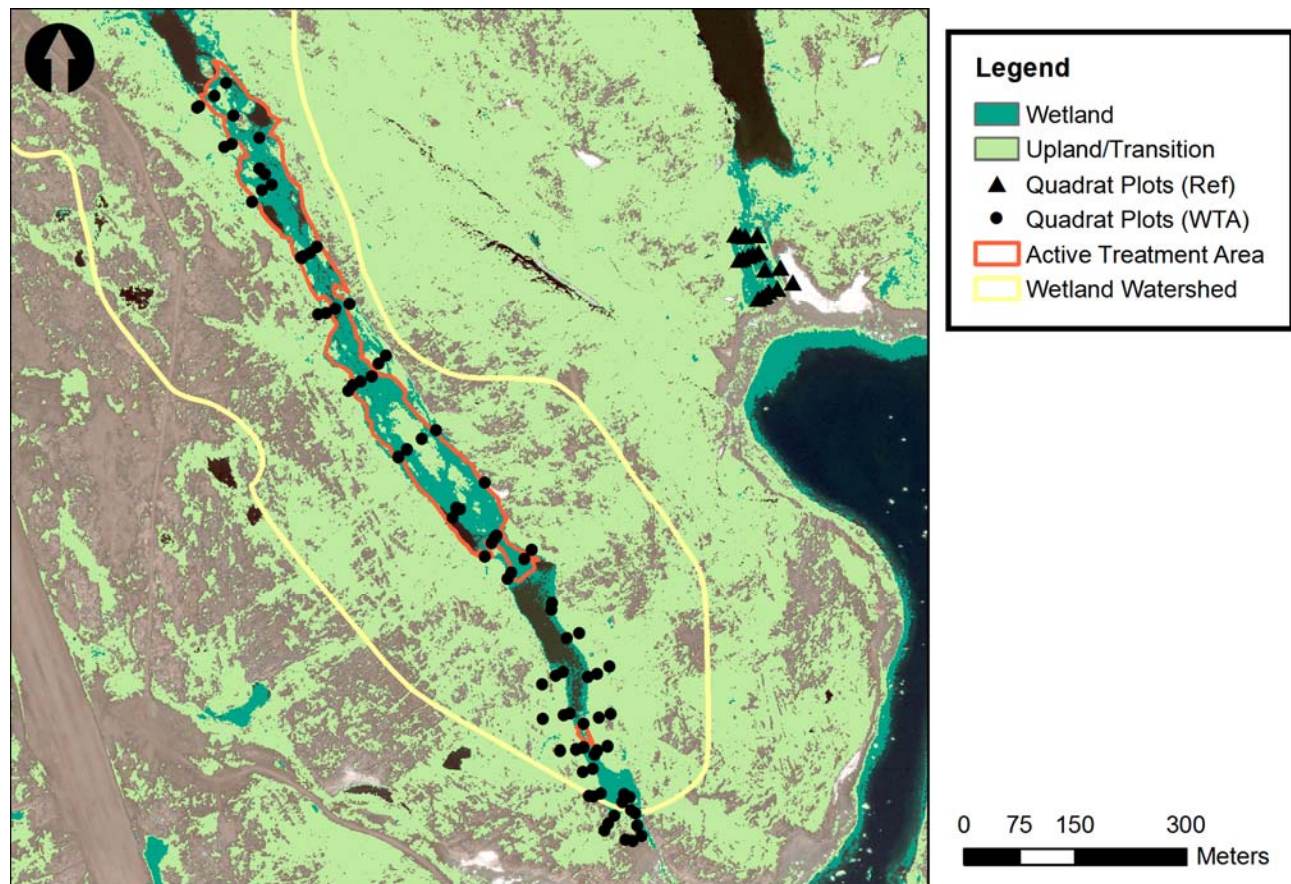 Legend
Wetland
Upland/Transition
Quadrat Plots (Ref)
Quadrat Plots (WTA)
Active Treatment Area
Wetland Watershed
0 75 150 300
Meters